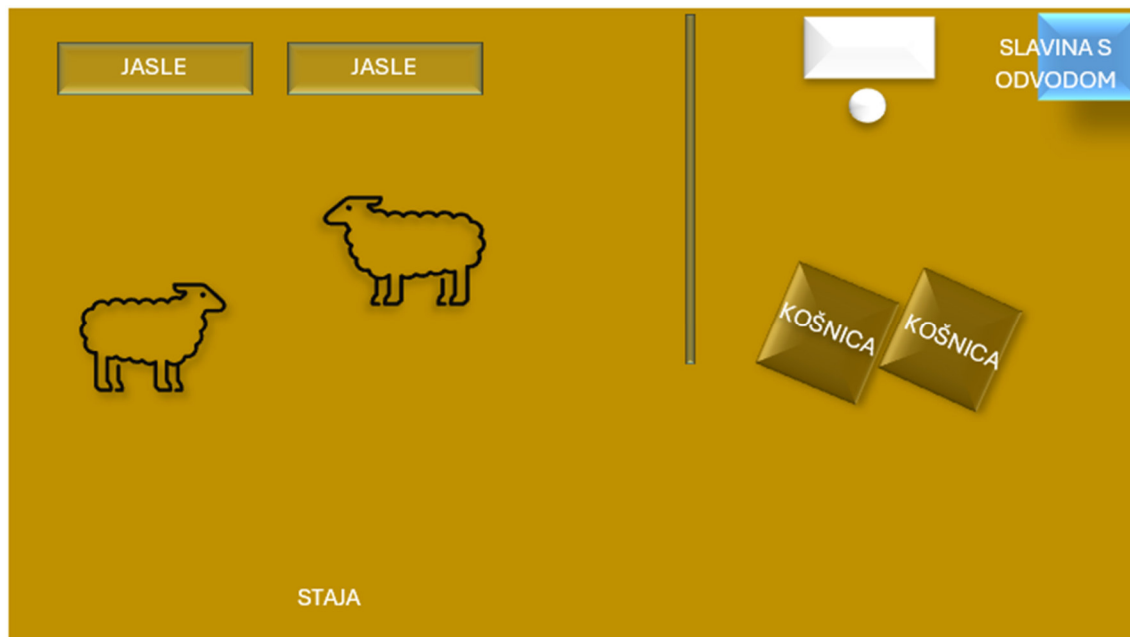 JASLE
JASLE
SLAVINA S
ODVODOM
KOŠNICA
KOŠNICA
STAJA